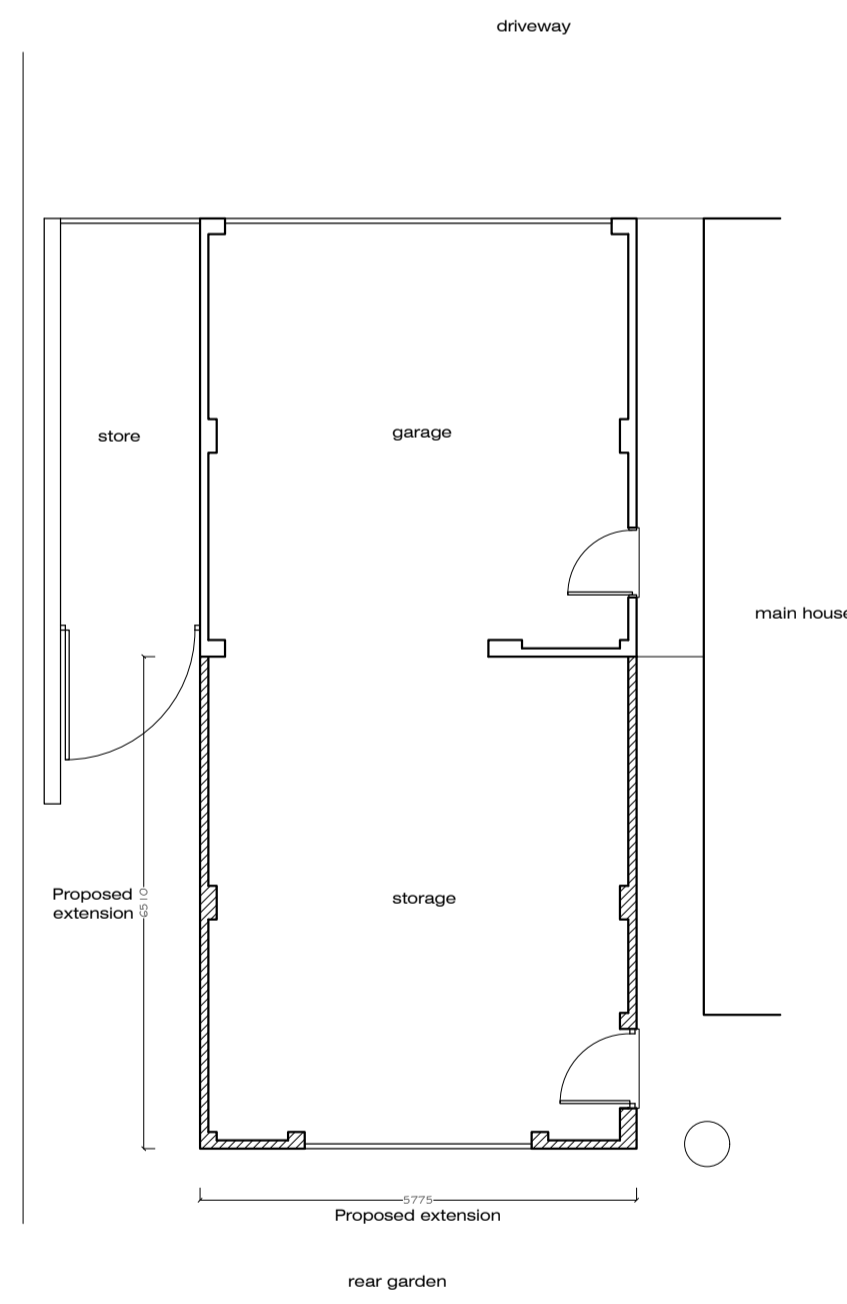 driveway
store
garage
main house
Proposed
extension
6510
storage
5775
Proposed extension
rear garden